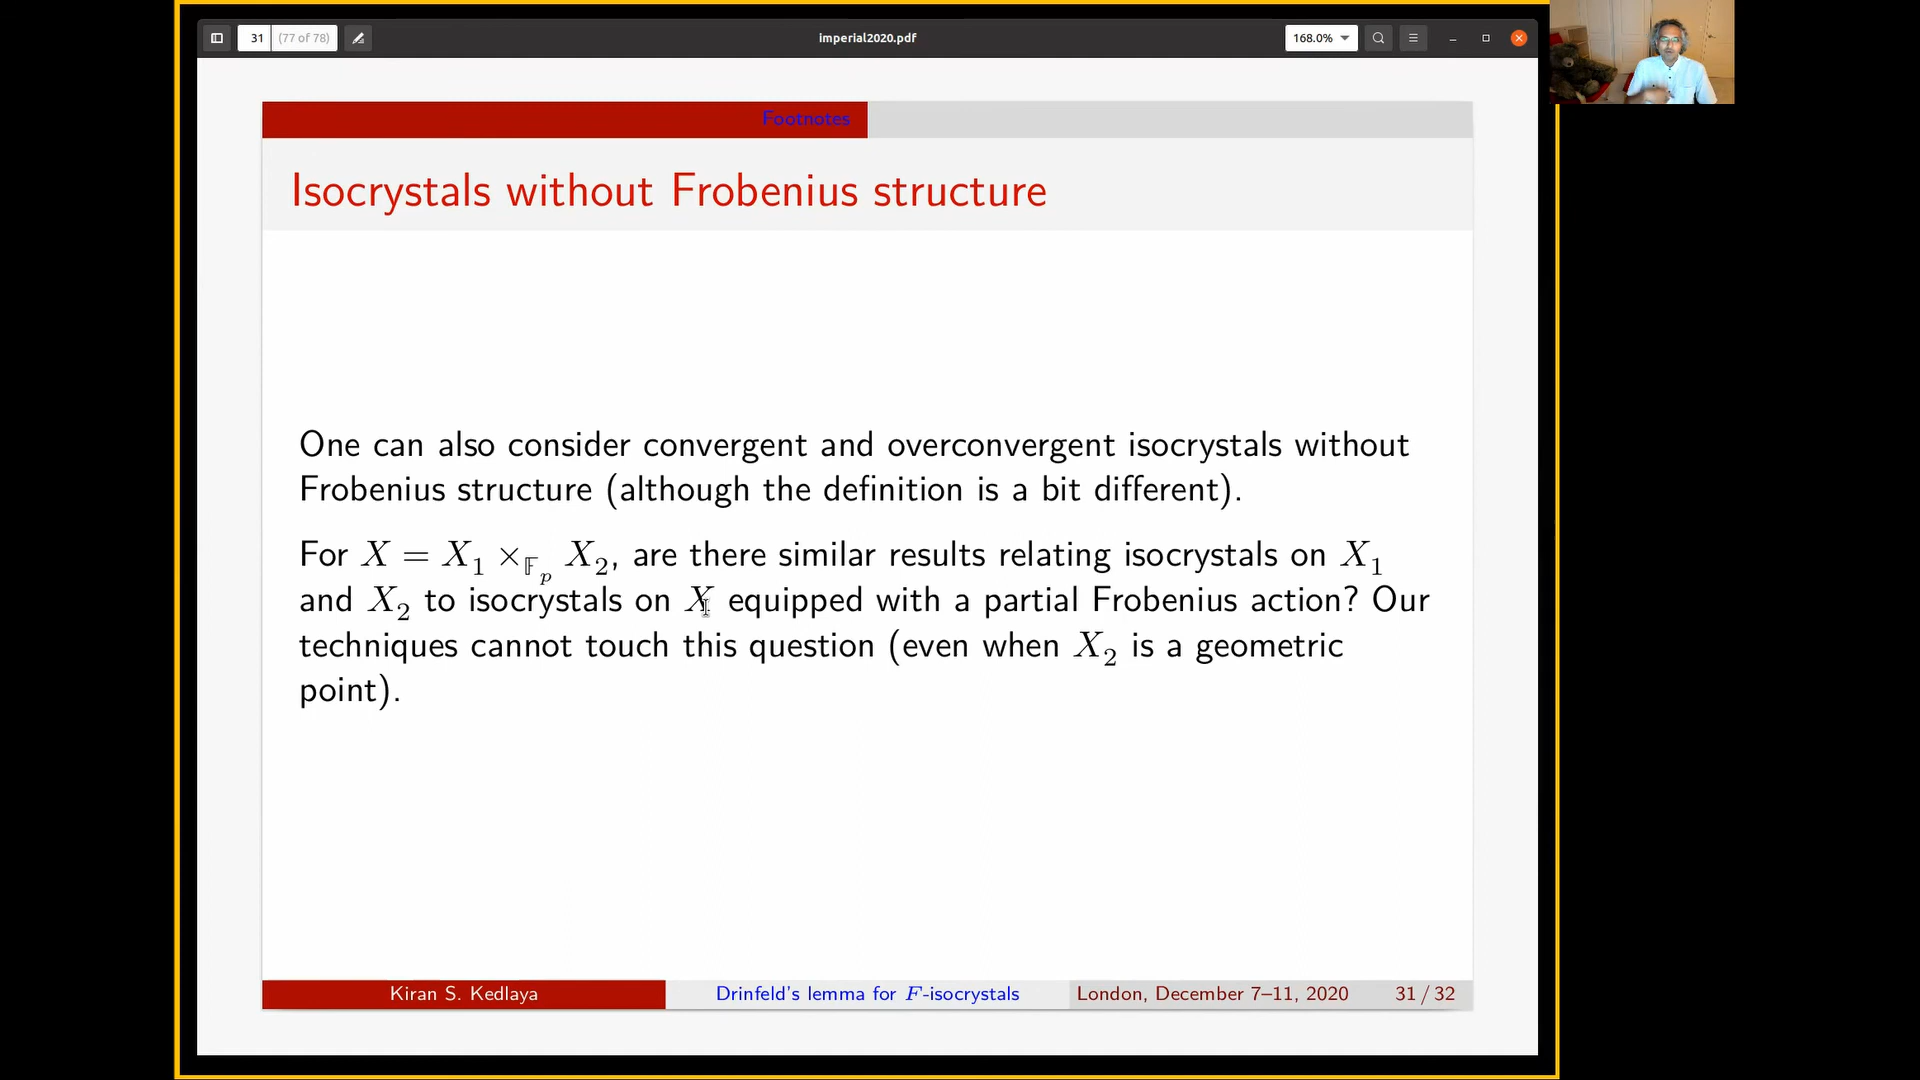 31 (77 of 78) imperial2020.pdf 168.0%
Footnotes
Isocrystals without Frobenius structure
One can also consider convergent and overconvergent isocrystals without
Frobenius structure (although the definition is a bit different).
For X = X₁ ×_{𝔽_p} X₂, are there similar results relating isocrystals on X₁
and X₂ to isocrystals on X equipped with a partial Frobenius action? Our
techniques cannot touch this question (even when X₂ is a geometric
point).
Kiran S. Kedlaya Drinfeld's lemma for F-isocrystals London, December 7–11, 2020 31 / 32